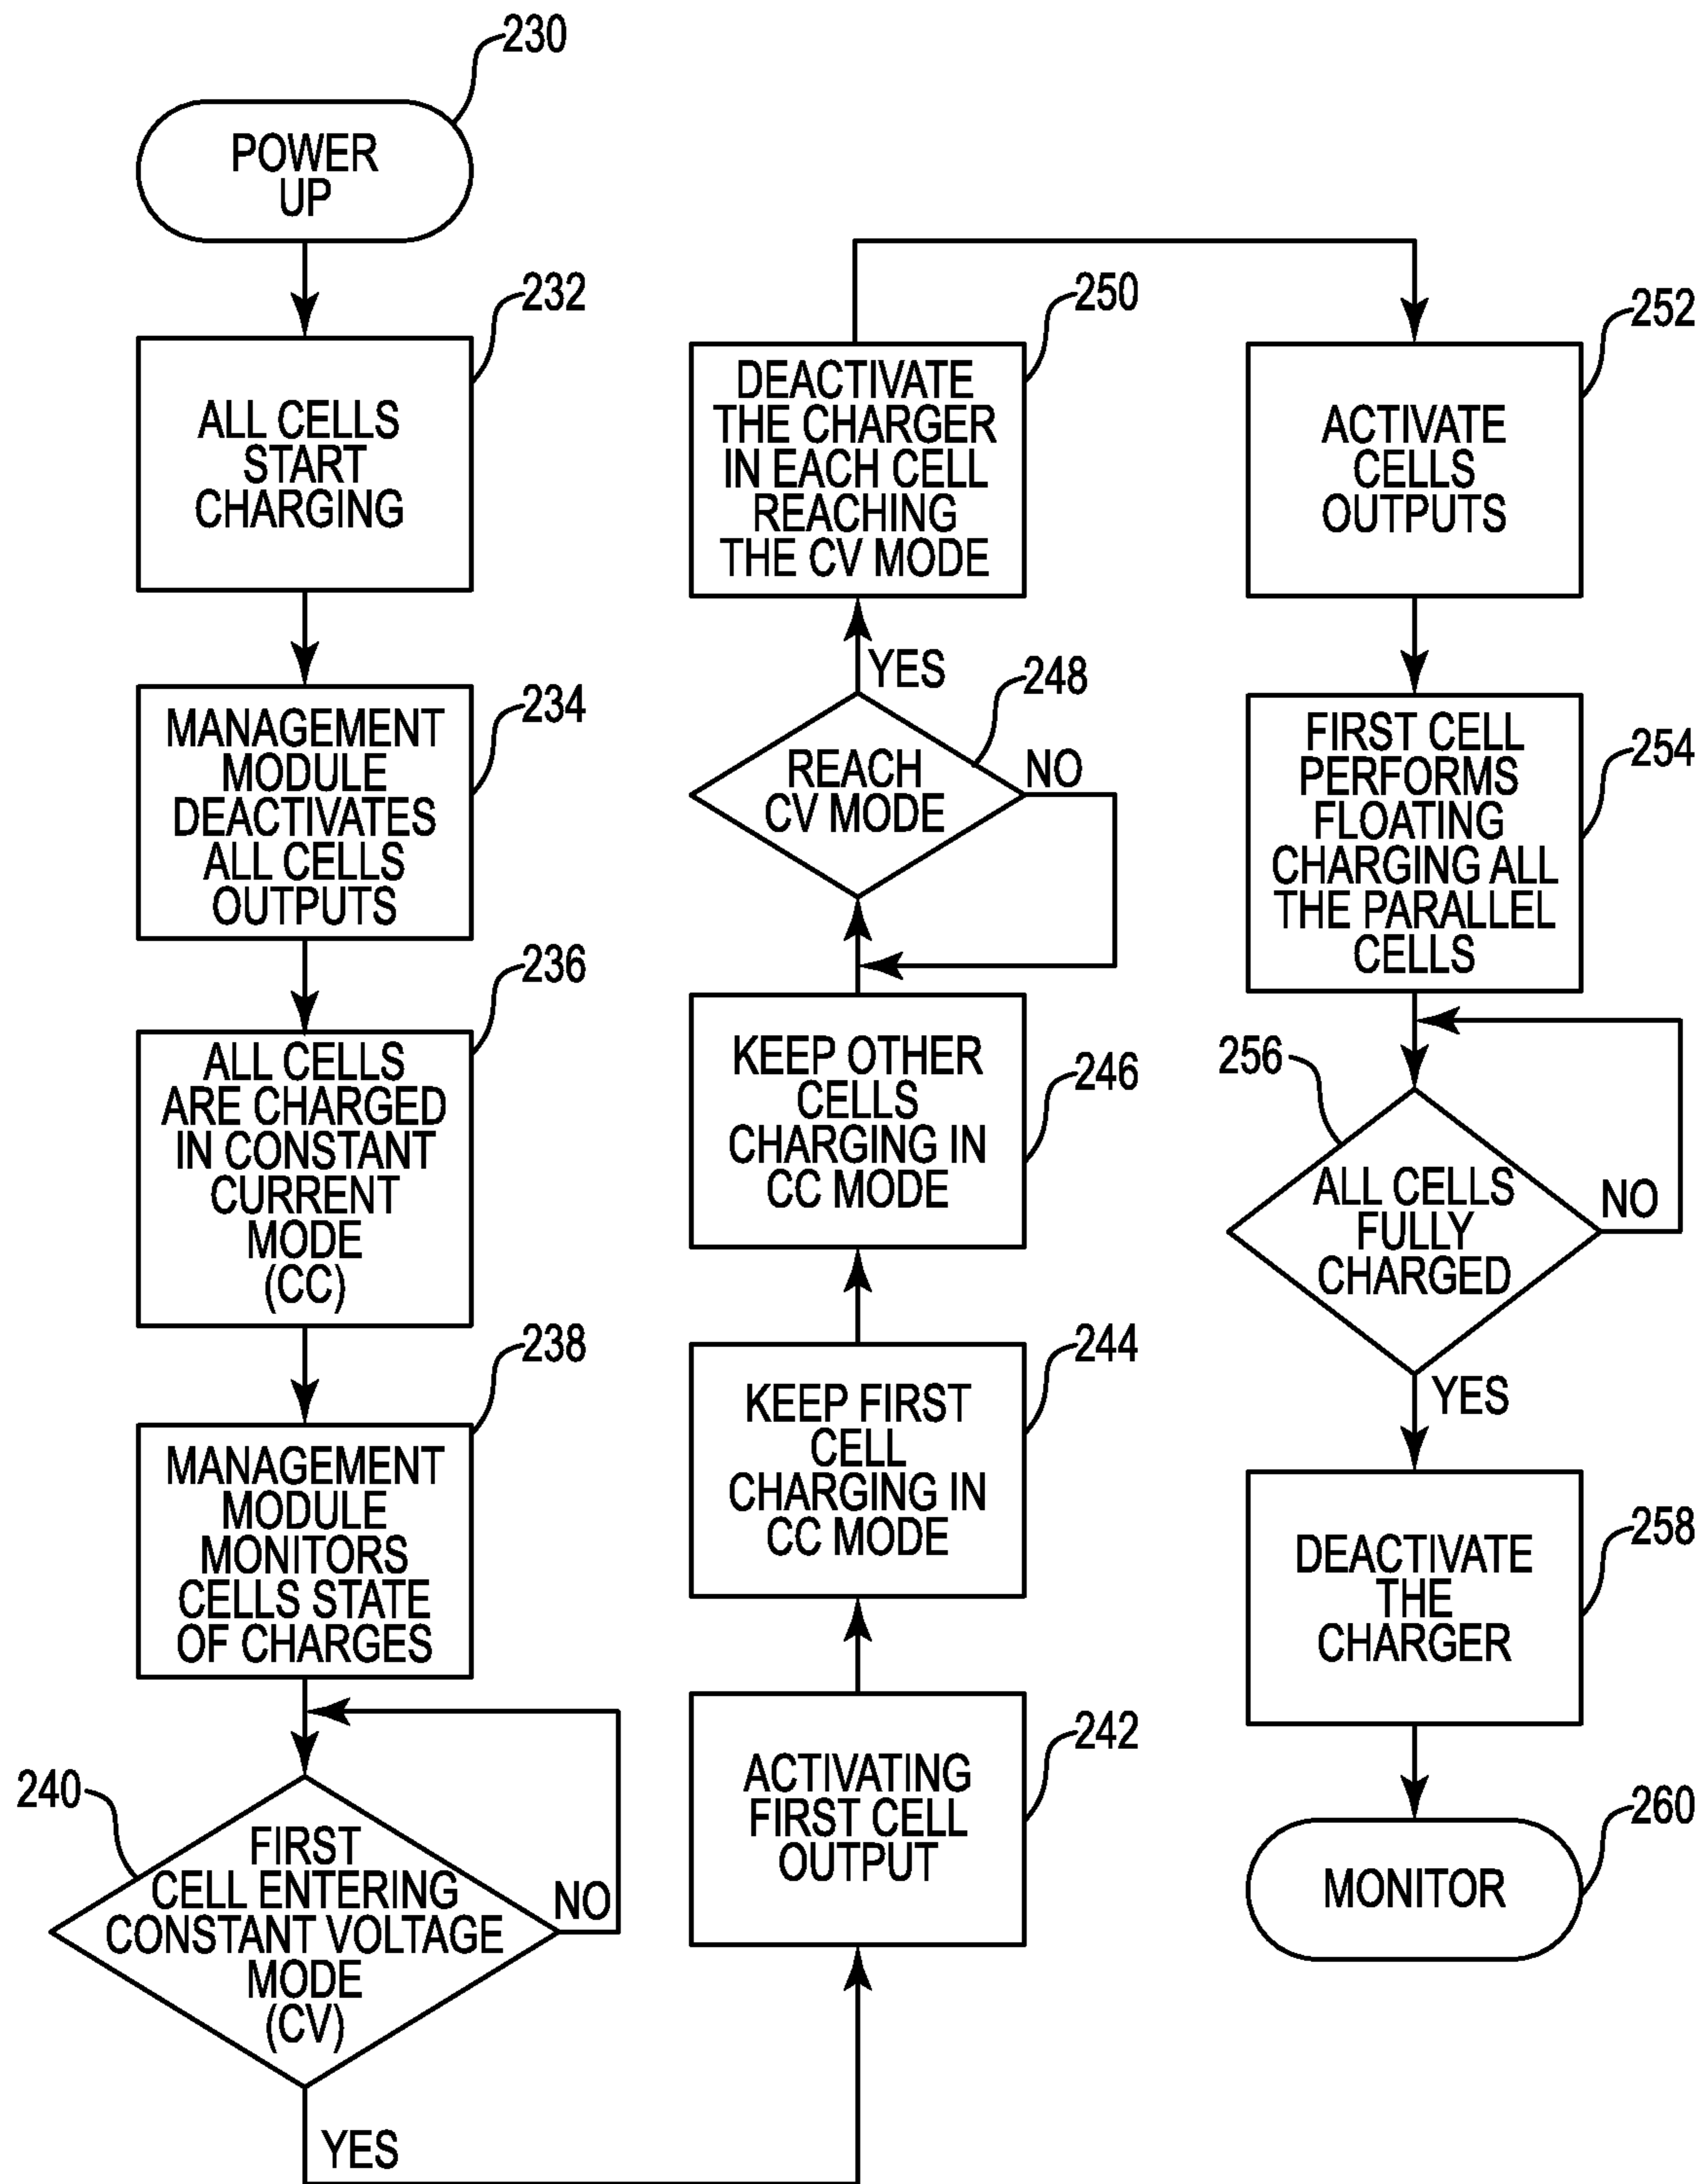 230
POWER
UP
232
ALL CELLS
START
CHARGING
234
MANAGEMENT
MODULE
DEACTIVATES
ALL CELLS
OUTPUTS
236
ALL CELLS
ARE CHARGED
IN CONSTANT
CURRENT
MODE
(CC)
238
MANAGEMENT
MODULE
MONITORS
CELLS STATE
OF CHARGES
240
FIRST
CELL ENTERING
CONSTANT VOLTAGE
MODE
(CV)
NO
YES
242
ACTIVATING
FIRST CELL
OUTPUT
244
KEEP FIRST
CELL
CHARGING IN
CC MODE
246
KEEP OTHER
CELLS
CHARGING IN
CC MODE
248
REACH
CV MODE
NO
YES
250
DEACTIVATE
THE CHARGER
IN EACH CELL
REACHING
THE CV MODE
252
ACTIVATE
CELLS
OUTPUTS
254
FIRST CELL
PERFORMS
FLOATING
CHARGING ALL
THE PARALLEL
CELLS
256
ALL CELLS
FULLY
CHARGED
NO
YES
258
DEACTIVATE
THE
CHARGER
260
MONITOR